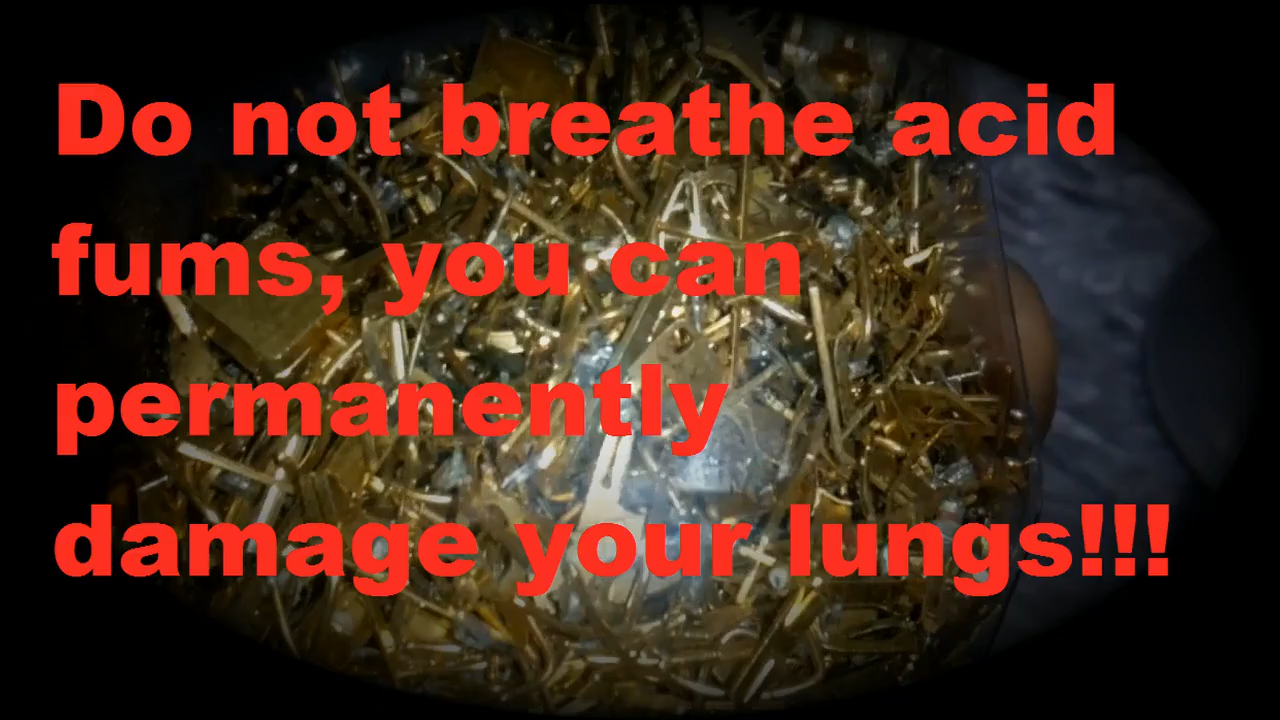 Do not breathe acid
fums, you can
permanently
damage your lungs!!!